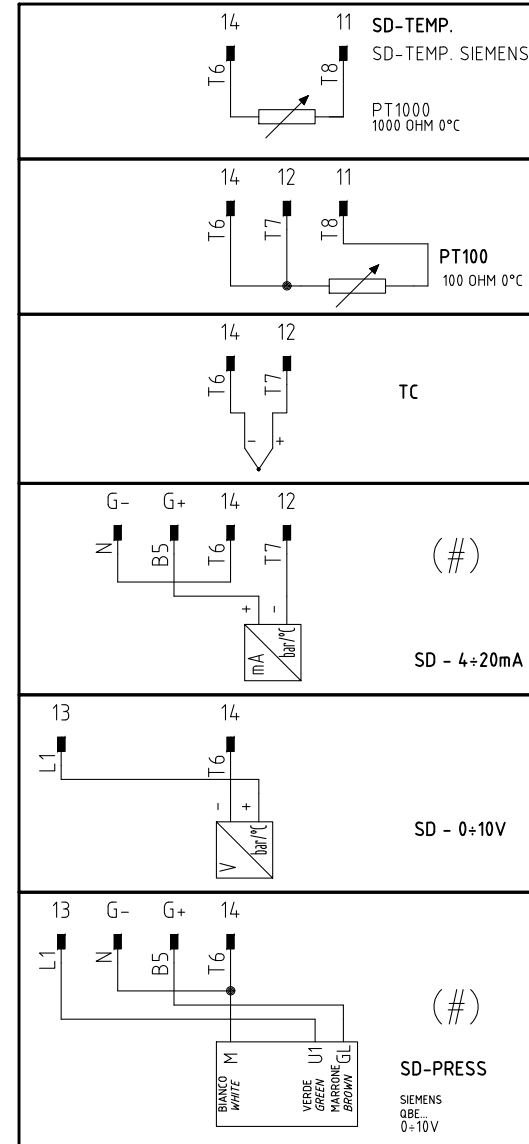 14 11 SD-TEMP.
SD-TEMP. SIEMENS
T6 T8
PT1000
1000 OHM 0°C
14 12 11
T6 T7 T8
PT100
100 OHM 0°C
14 12
T6 T7
TC
- +
G- G+ 14 12
N B5 T6 T7
(#)
+ -
mA bar/°C
SD - 4÷20mA
13 14
L1 T6
- +
V bar/°C
SD - 0÷10V
13 G- G+ 14
L1 N B5 T6
(#)
M U1 GL
BIANCO VERDE MARRONE
WHITE GREEN BROWN
SD-PRESS
SIEMENS
QBE...
0÷10V